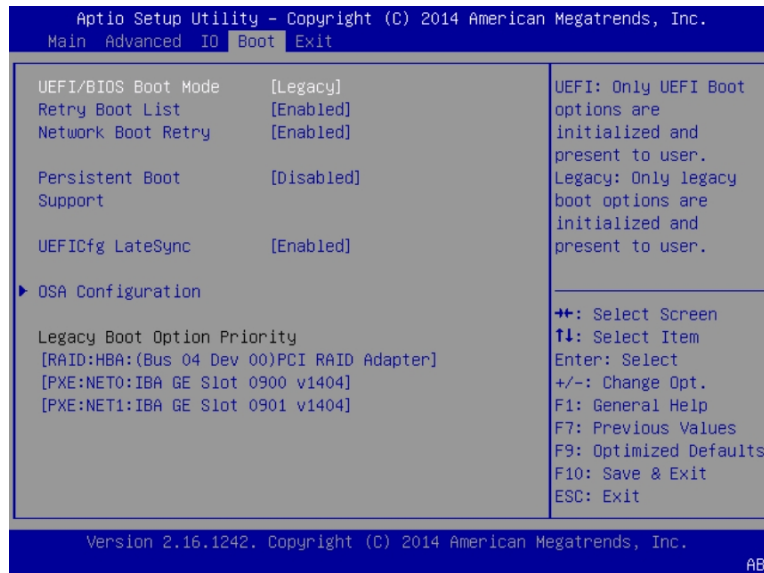 Aptio Setup Utility – Copyright (C) 2014 American Megatrends, Inc.
Main Advanced IO Boot Exit
UEFI/BIOS Boot Mode [Legacy]
Retry Boot List [Enabled]
Network Boot Retry [Enabled]
Persistent Boot [Disabled]
Support
UEFICfg LateSync [Enabled]
OSA Configuration
Legacy Boot Option Priority
[RAID:HBA:(Bus 04 Dev 00)PCI RAID Adapter]
[PXE:NET0:IBA GE Slot 0900 v1404]
[PXE:NET1:IBA GE Slot 0901 v1404]
UEFI: Only UEFI Boot
options are
initialized and
present to user.
Legacy: Only legacy
boot options are
initialized and
present to user.
→←: Select Screen
↑↓: Select Item
Enter: Select
+/-: Change Opt.
F1: General Help
F7: Previous Values
F9: Optimized Defaults
F10: Save & Exit
ESC: Exit
Version 2.16.1242. Copyright (C) 2014 American Megatrends, Inc.
AB